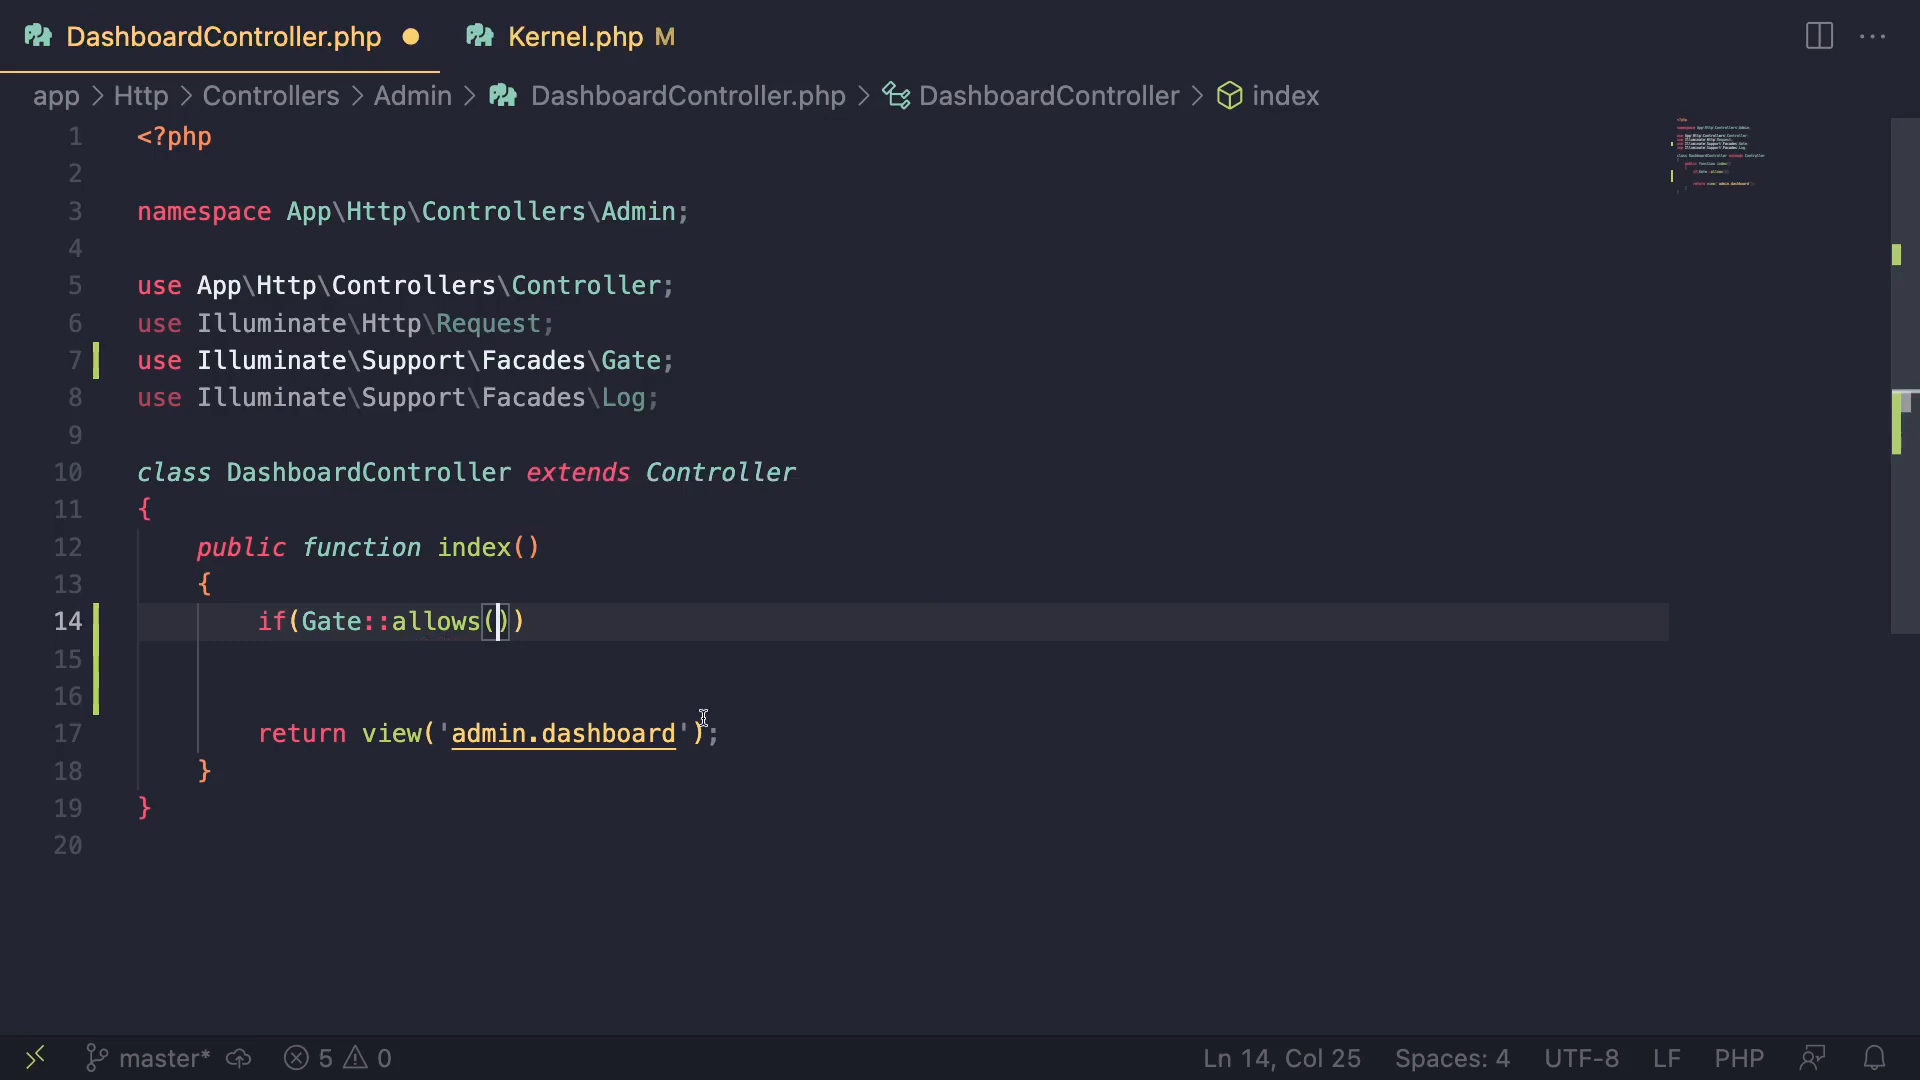 DashboardController.php Kernel.php M
app > Http > Controllers > Admin > DashboardController.php > DashboardController > index
1 <?php
2
3 namespace App\Http\Controllers\Admin;
4
5 use App\Http\Controllers\Controller;
6 use Illuminate\Http\Request;
7 use Illuminate\Support\Facades\Gate;
8 use Illuminate\Support\Facades\Log;
9
10 class DashboardController extends Controller
11 {
12 public function index()
13 {
14 if(Gate::allows())
15
16
17 return view('admin.dashboard');
18 }
19 }
20
master* 5 0 Ln 14, Col 25 Spaces: 4 UTF-8 LF PHP